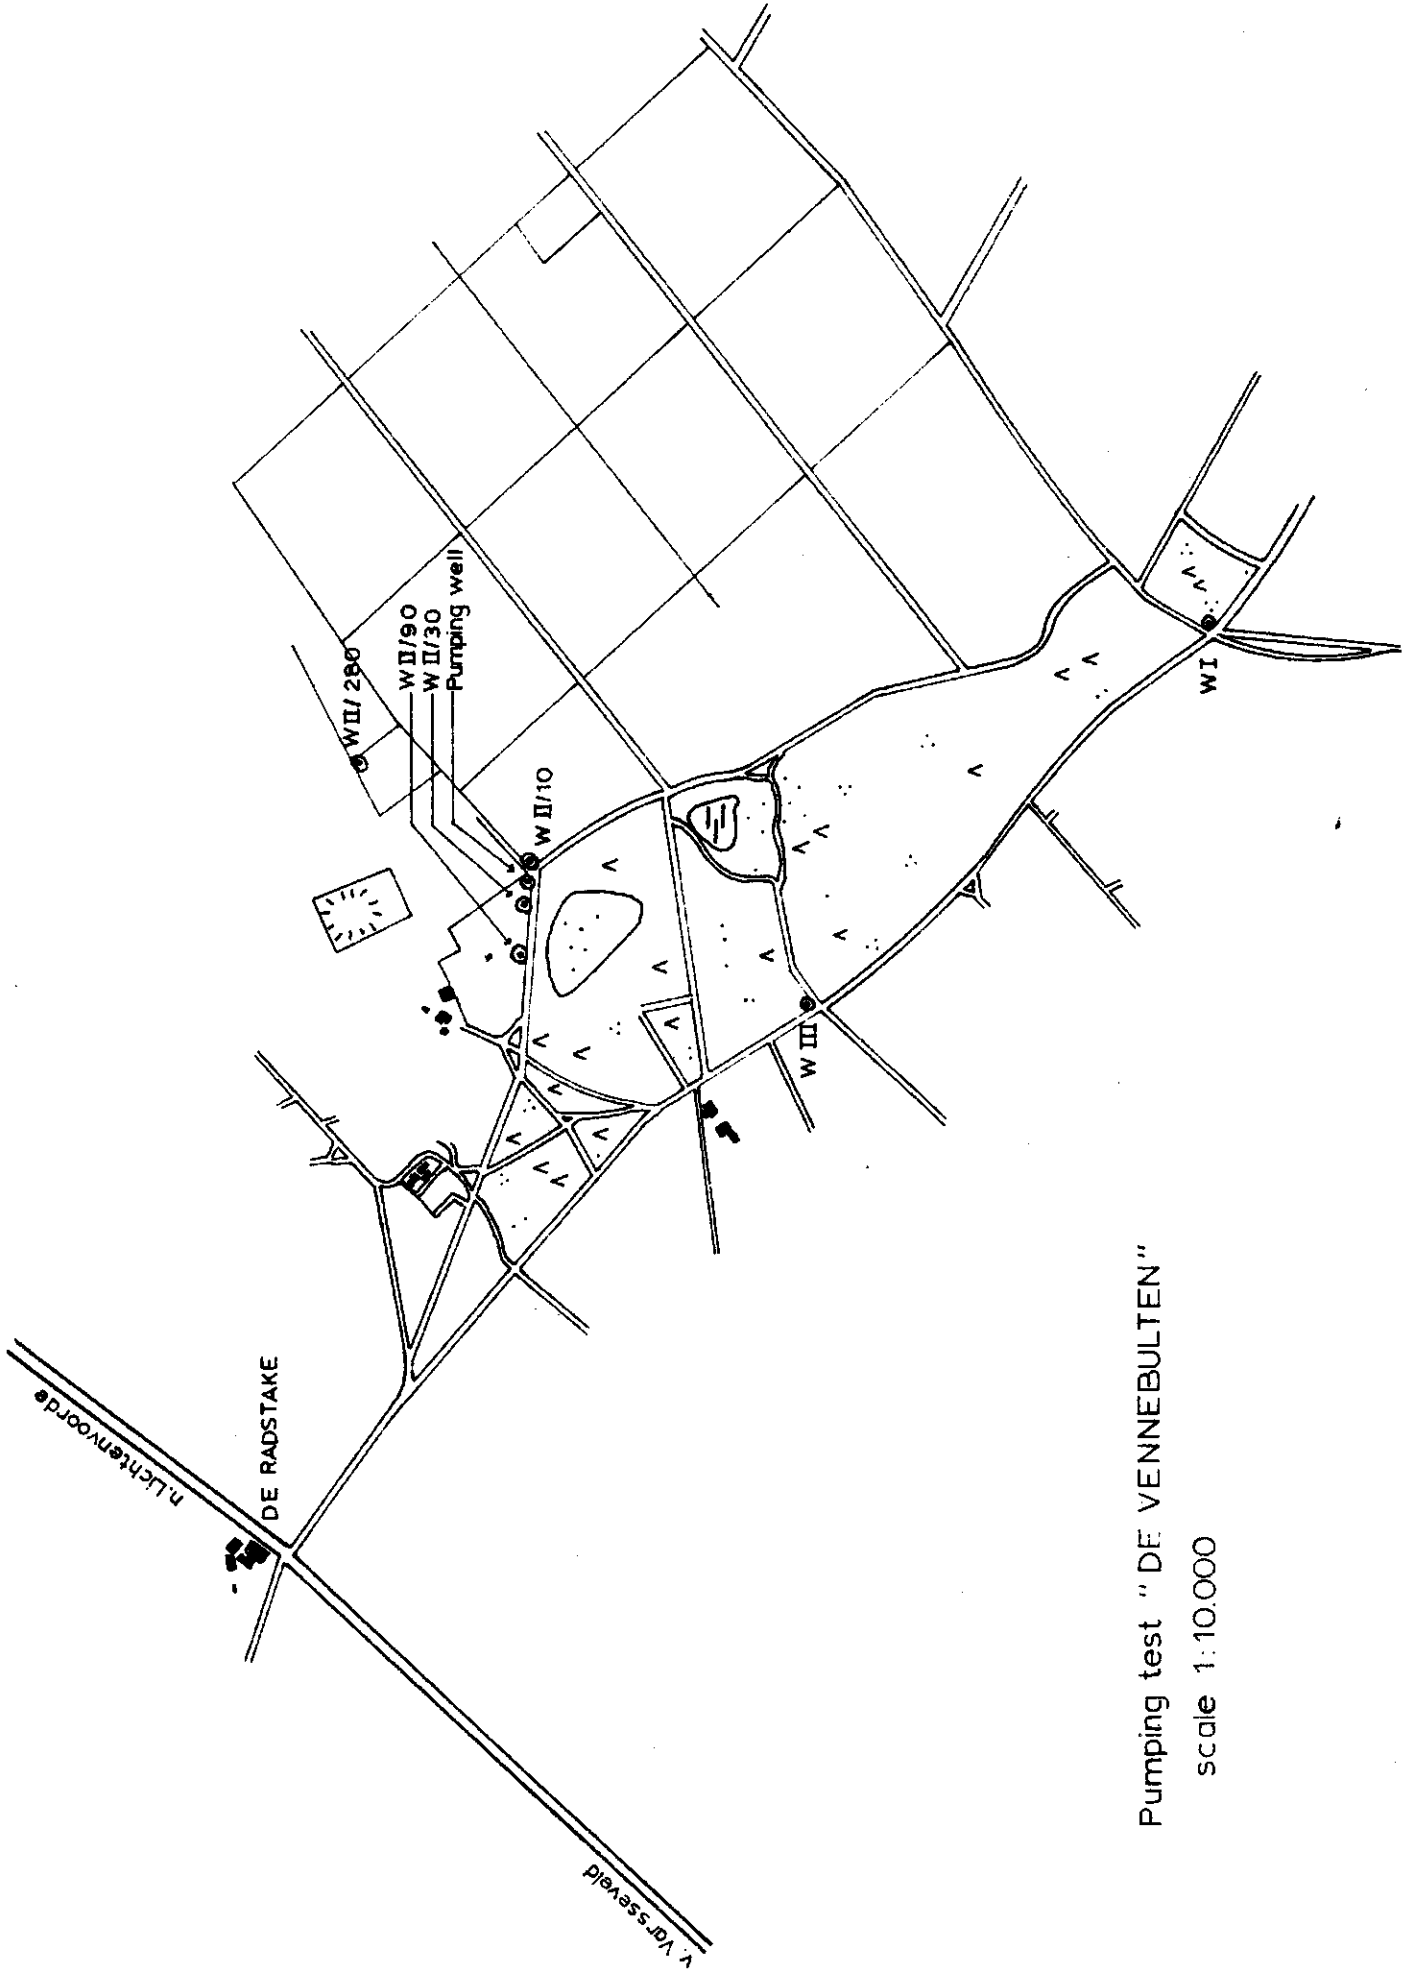 n. Lichtenvoorde
DE RADSTAKE
v. Varsseveld
W II/280
W II/90
W II/30
Pumping well
W II/10
W III
W I
Pumping test "DE VENNEBULTEN"
scale 1:10.000